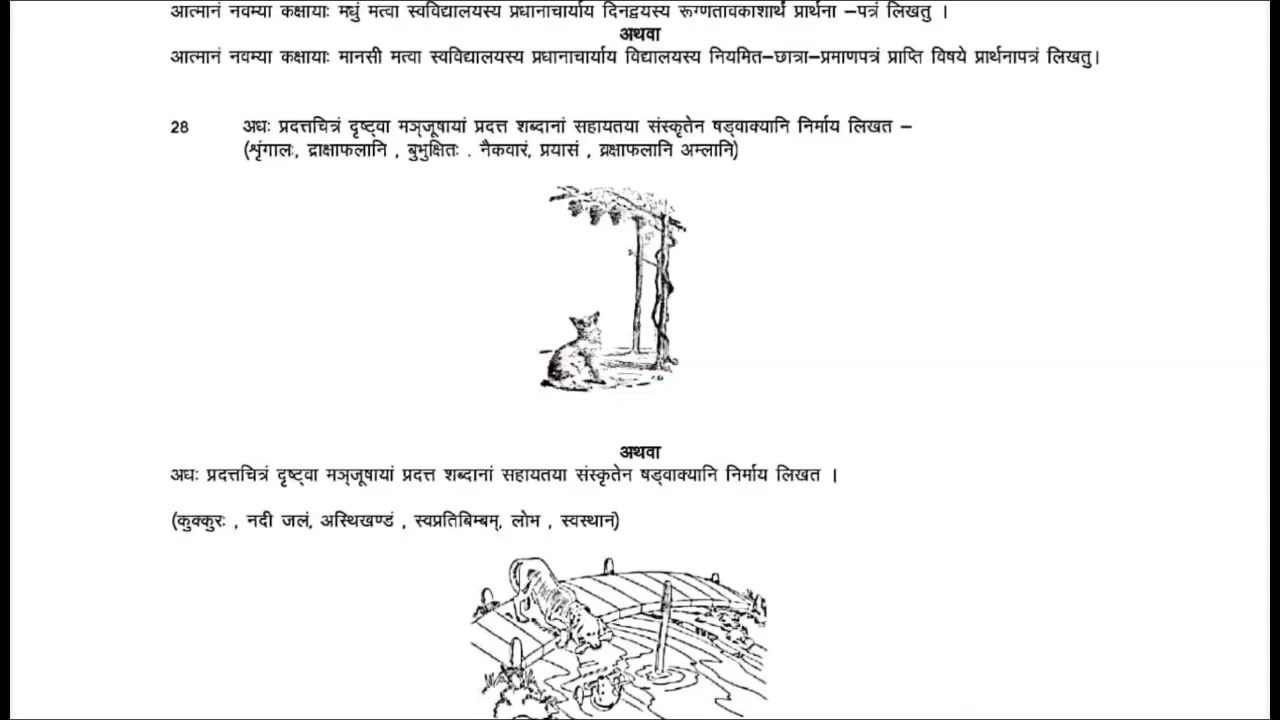 आत्मानं नवम्या कक्षायाः मधुं मत्वा स्वविद्यालयस्य प्रधानाचार्याय दिनद्वयस्य रूग्णतावकाशार्थं प्रार्थना –पत्रं लिखतु ।
अथवा
आत्मानं नवम्या कक्षायाः मानसी मत्वा स्वविद्यालयस्य प्रधानाचार्याय विद्यालयस्य नियमित–छात्रा–प्रमाणपत्रं प्राप्ति विषये प्रार्थनापत्रं लिखतु।
28 अधः प्रदत्तचित्रं दृष्ट्वा मञ्जूषायां प्रदत्त शब्दानां सहायतया संस्कृतेन षड्वाक्यानि निर्माय लिखत –
(शृंगालः, द्राक्षाफलानि , बुभुक्षितः . नैकवारं, प्रयासं , व्रक्षाफलानि अम्लानि)
अथवा
अधः प्रदत्तचित्रं दृष्ट्वा मञ्जूषायां प्रदत्त शब्दानां सहायतया संस्कृतेन षड्वाक्यानि निर्माय लिखत ।
(कुक्कुरः , नदी जलं, अस्थिखण्डं , स्वप्रतिबिम्बम्, लोभ , स्वस्थानं)